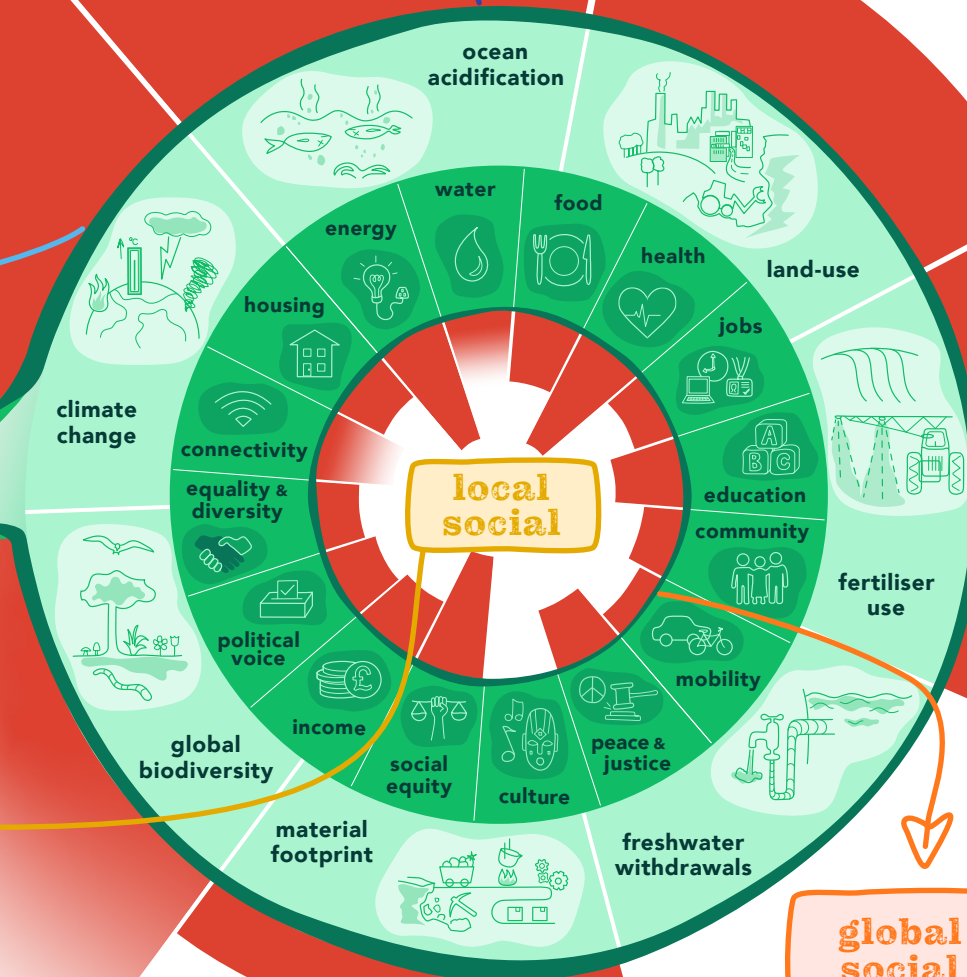 ocean
acidification
land-use
fertiliser
use
freshwater
withdrawals
material
footprint
global
biodiversity
climate
change
°C
water
food
health
jobs
education
A
B C
community
mobility
peace &
justice
culture
social
equity
income
£
political
voice
equality &
diversity
connectivity
housing
energy
local
social
global
social